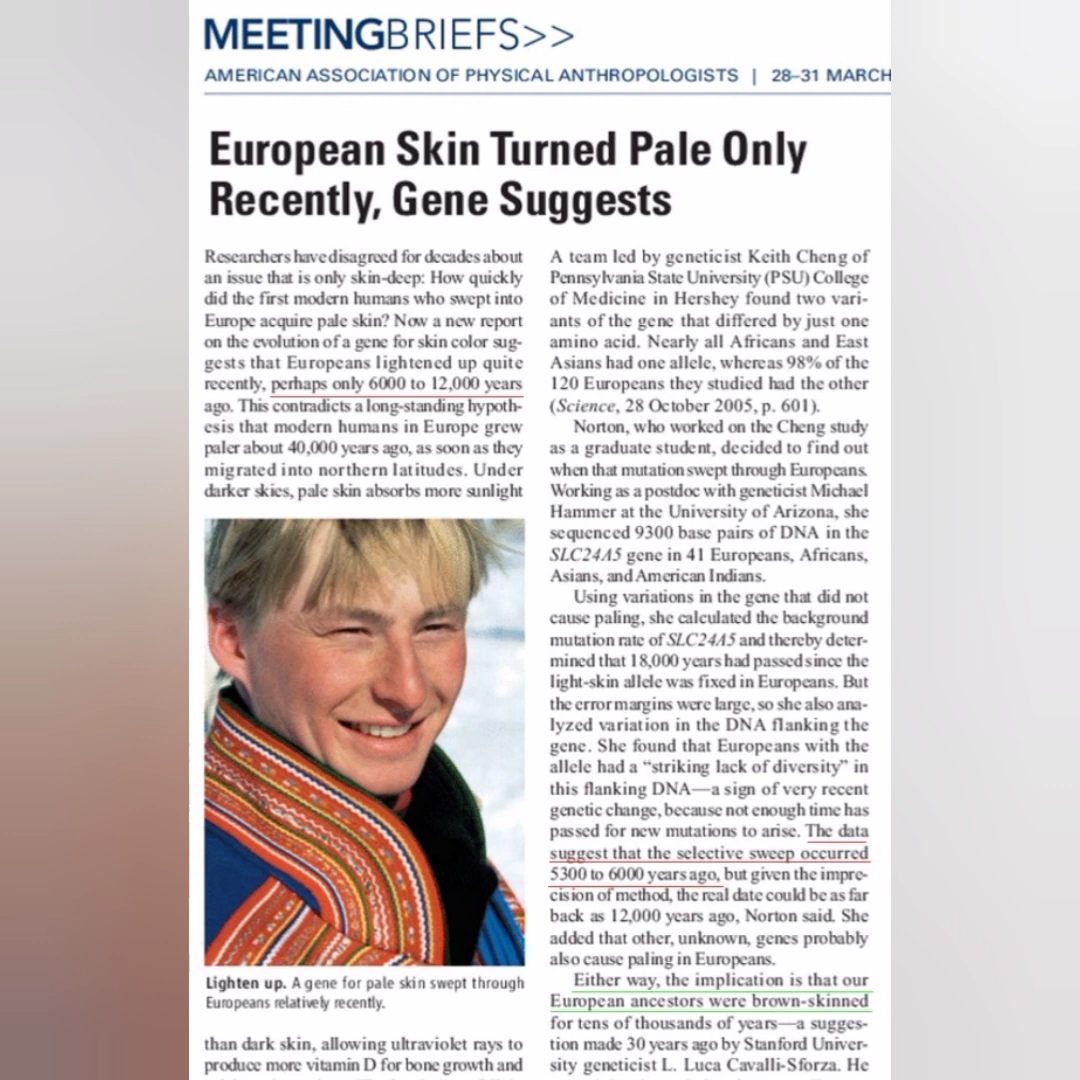 MEETINGBRIEFS>>
AMERICAN ASSOCIATION OF PHYSICAL ANTHROPOLOGISTS | 28–31 MARCH
European Skin Turned Pale Only
Recently, Gene Suggests
Researchers have disagreed for decades about
an issue that is only skin-deep: How quickly
did the first modern humans who swept into
Europe acquire pale skin? Now a new report
on the evolution of a gene for skin color sug-
gests that Europeans lightened up quite
recently, perhaps only 6000 to 12,000 years
ago. This contradicts a long-standing hypoth-
esis that modern humans in Europe grew
paler about 40,000 years ago, as soon as they
migrated into northern latitudes. Under
darker skies, pale skin absorbs more sunlight
Lighten up. A gene for pale skin swept through
Europeans relatively recently.
than dark skin, allowing ultraviolet rays to
produce more vitamin D for bone growth and
A team led by geneticist Keith Cheng of
Pennsylvania State University (PSU) College
of Medicine in Hershey found two vari-
ants of the gene that differed by just one
amino acid. Nearly all Africans and East
Asians had one allele, whereas 98% of the
120 Europeans they studied had the other
(Science, 28 October 2005, p. 601).
Norton, who worked on the Cheng study
as a graduate student, decided to find out
when that mutation swept through Europeans.
Working as a postdoc with geneticist Michael
Hammer at the University of Arizona, she
sequenced 9300 base pairs of DNA in the
SLC24A5 gene in 41 Europeans, Africans,
Asians, and American Indians.
Using variations in the gene that did not
cause paling, she calculated the background
mutation rate of SLC24A5 and thereby deter-
mined that 18,000 years had passed since the
light-skin allele was fixed in Europeans. But
the error margins were large, so she also ana-
lyzed variation in the DNA flanking the
gene. She found that Europeans with the
allele had a “striking lack of diversity” in
this flanking DNA—a sign of very recent
genetic change, because not enough time has
passed for new mutations to arise. The data
suggest that the selective sweep occurred
5300 to 6000 years ago, but given the impre-
cision of method, the real date could be as far
back as 12,000 years ago, Norton said. She
added that other, unknown, genes probably
also cause paling in Europeans.
Either way, the implication is that our
European ancestors were brown-skinned
for tens of thousands of years—a sugges-
tion made 30 years ago by Stanford Univer-
sity geneticist L. Luca Cavalli-Sforza. He